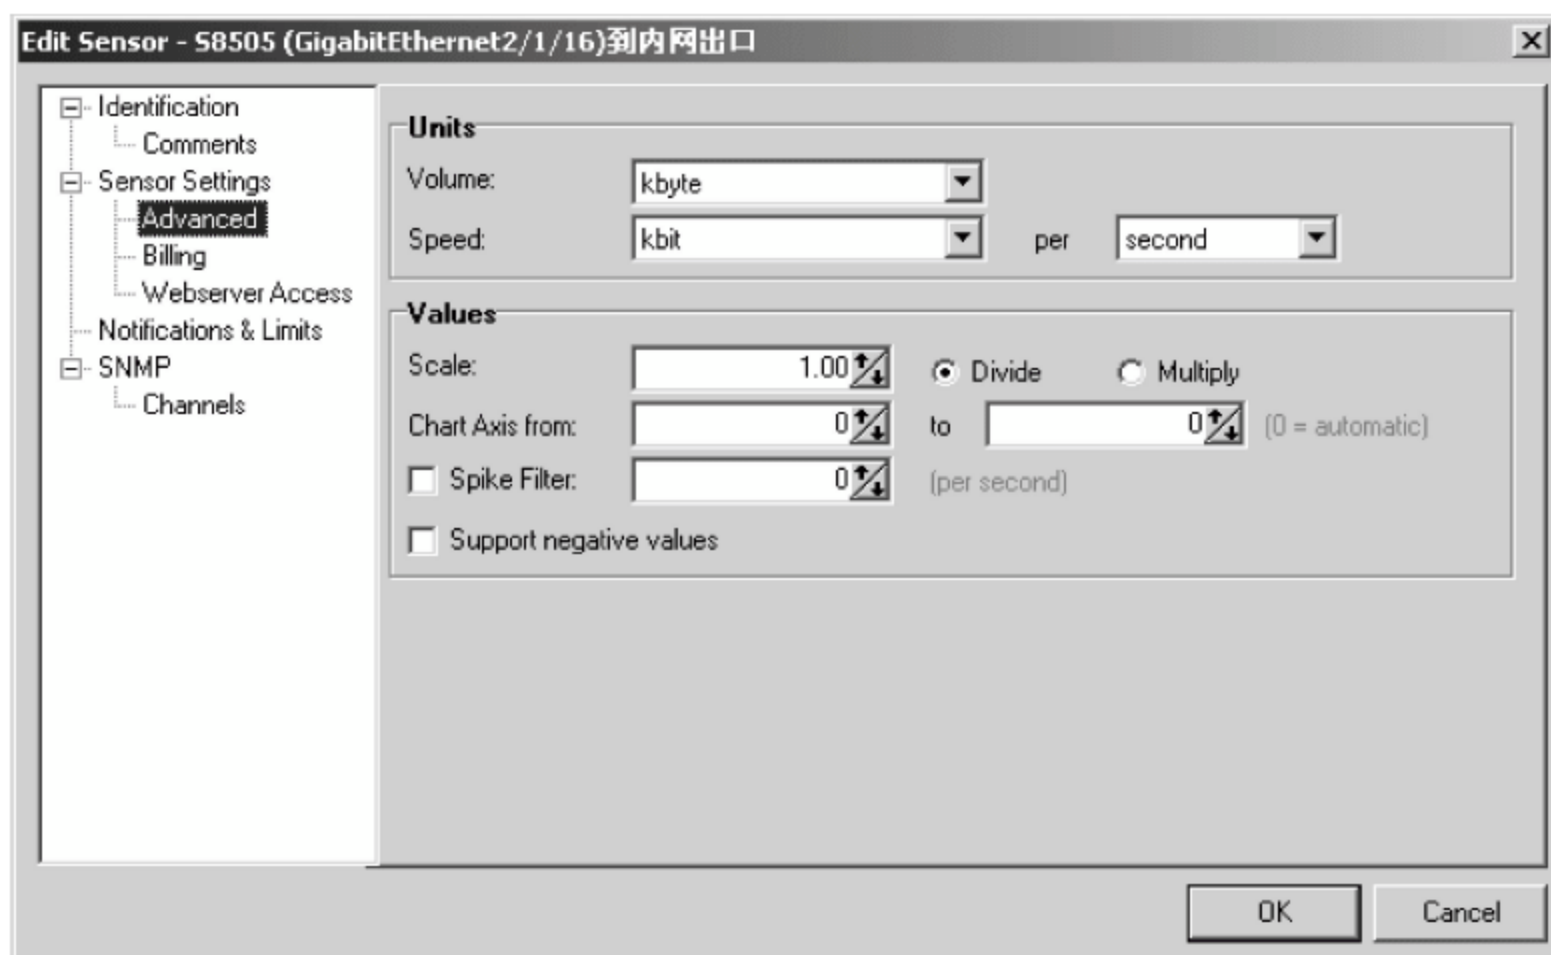 Edit Sensor - S8505 (GigabitEthernet2/1/16)到内网出口
Identification
Comments
Sensor Settings
Advanced
Billing
Webserver Access
Notifications & Limits
SNMP
Channels
Units
Volume: kbyte
Speed: kbit per second
Values
Scale: 1.00 Divide Multiply
Chart Axis from: 0 to 0 (0 = automatic)
Spike Filter: 0 (per second)
Support negative values
OK Cancel